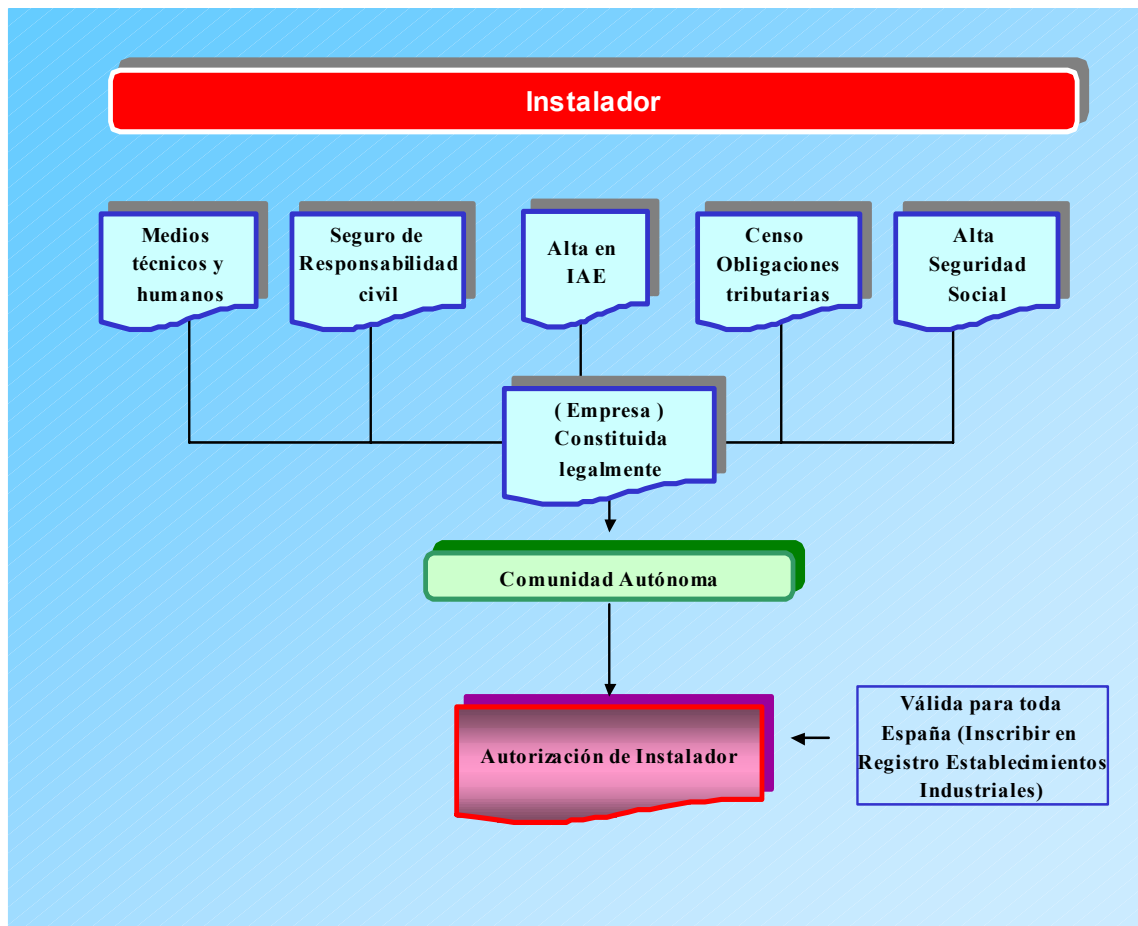 Instalador
Medios
técnicos y
humanos
Seguro de
Responsabilidad
civil
Alta en
IAE
Censo
Obligaciones
tributarias
Alta
Seguridad
Social
( Empresa )
Constituida
legalmente
Comunidad Autónoma
Autorización de Instalador
Válida para toda
España (Inscribir en
Registro Establecimientos
Industriales)